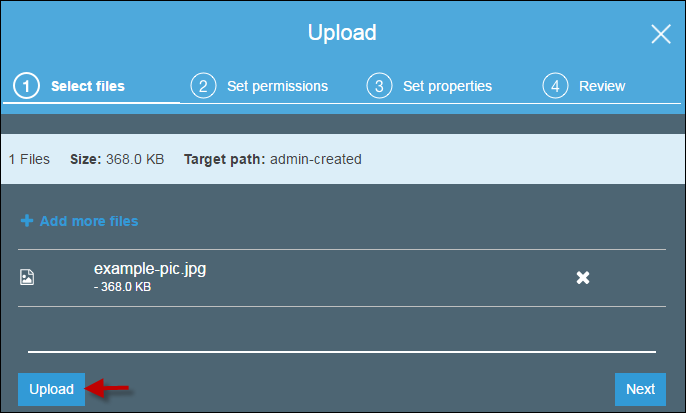 Upload
1 Select files 2 Set permissions 3 Set properties 4 Review
1 Files Size: 368.0 KB Target path: admin-created
Add more files
example-pic.jpg
- 368.0 KB
Upload Next